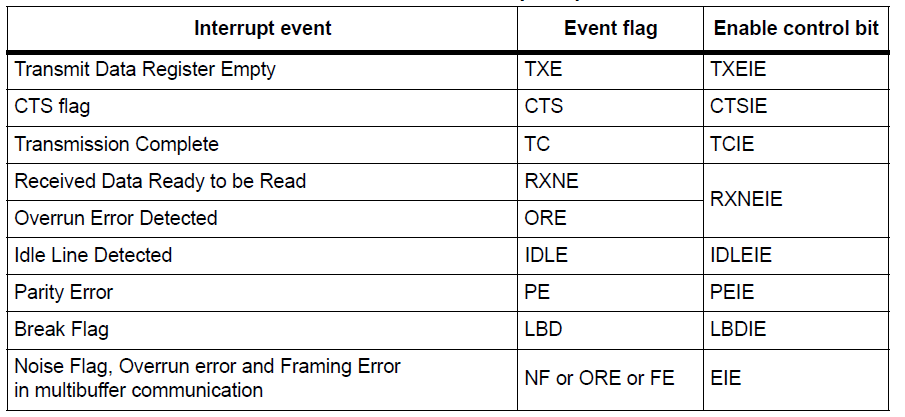 Interrupt event Event flag Enable control bit
Transmit Data Register Empty TXE TXEIE
CTS flag CTS CTSIE
Transmission Complete TC TCIE
Received Data Ready to be Read RXNE RXNEIE
Overrun Error Detected ORE
Idle Line Detected IDLE IDLEIE
Parity Error PE PEIE
Break Flag LBD LBDIE
Noise Flag, Overrun error and Framing Error
in multibuffer communication NF or ORE or FE EIE